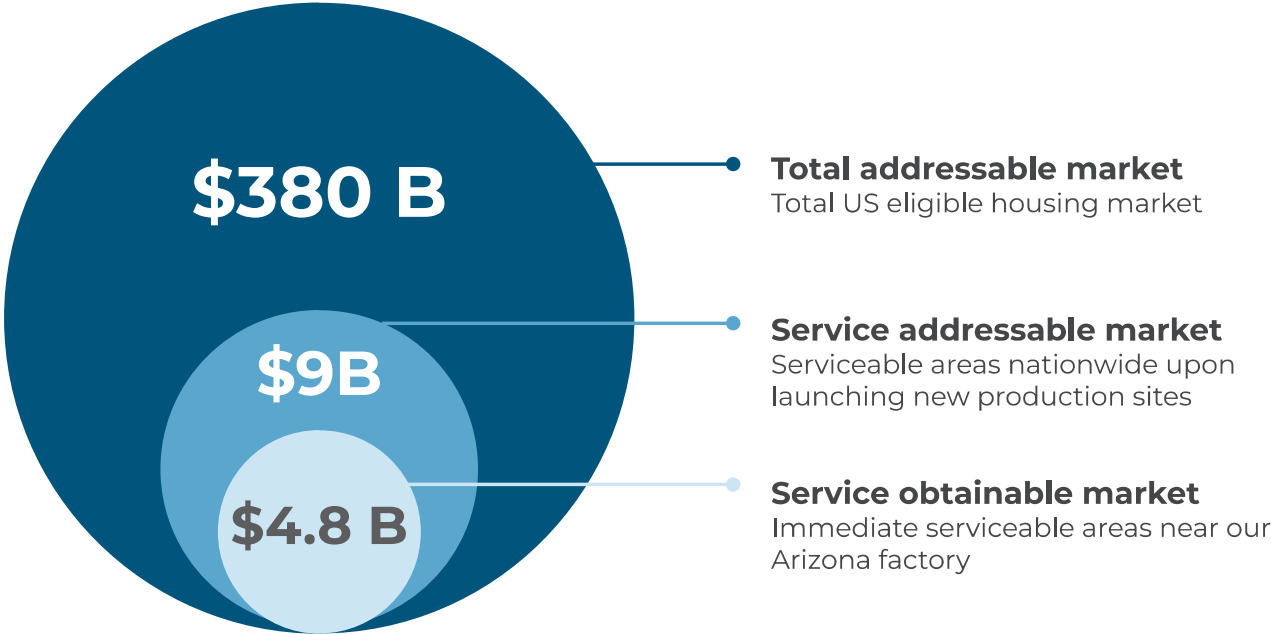 $380 B
Total addressable market
Total US eligible housing market
$9B
Service addressable market
Serviceable areas nationwide upon
launching new production sites
$4.8 B
Service obtainable market
Immediate serviceable areas near our
Arizona factory